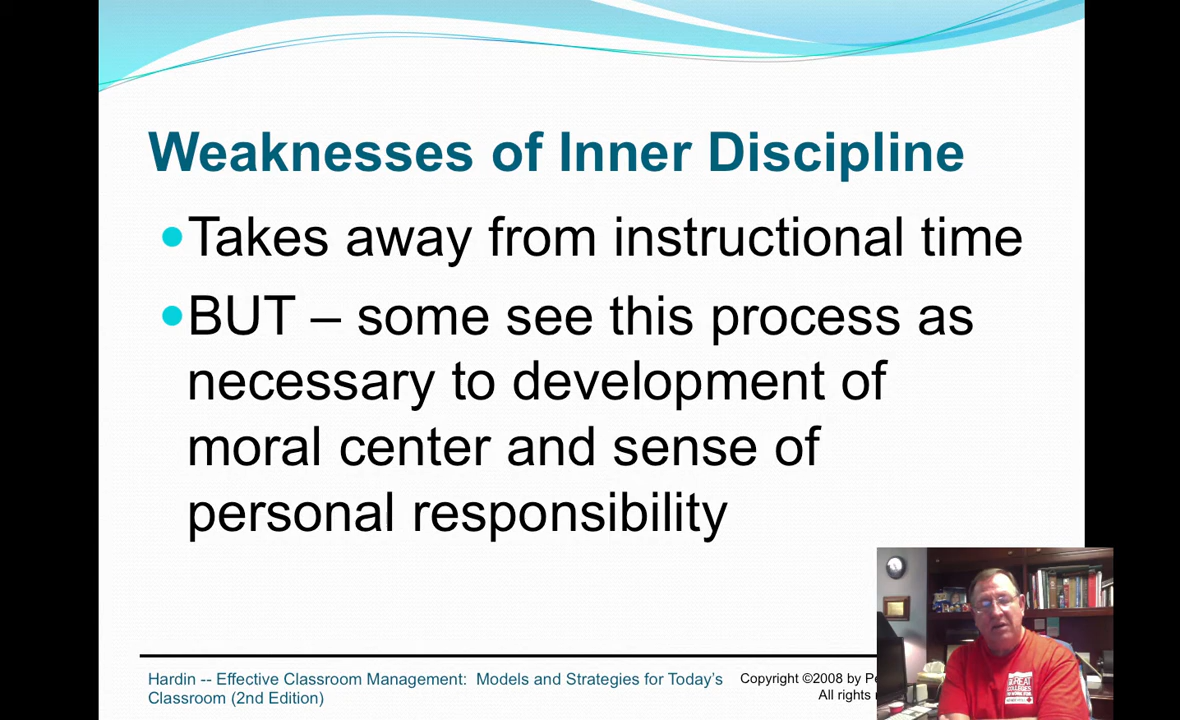 Weaknesses of Inner Discipline
•Takes away from instructional time
•BUT – some see this process as
necessary to development of
moral center and sense of
personal responsibility
Hardin -- Effective Classroom Management: Models and Strategies for Today’s
Classroom (2nd Edition)
Copyright ©2008 by
All rights
GREAT
COLLEGES